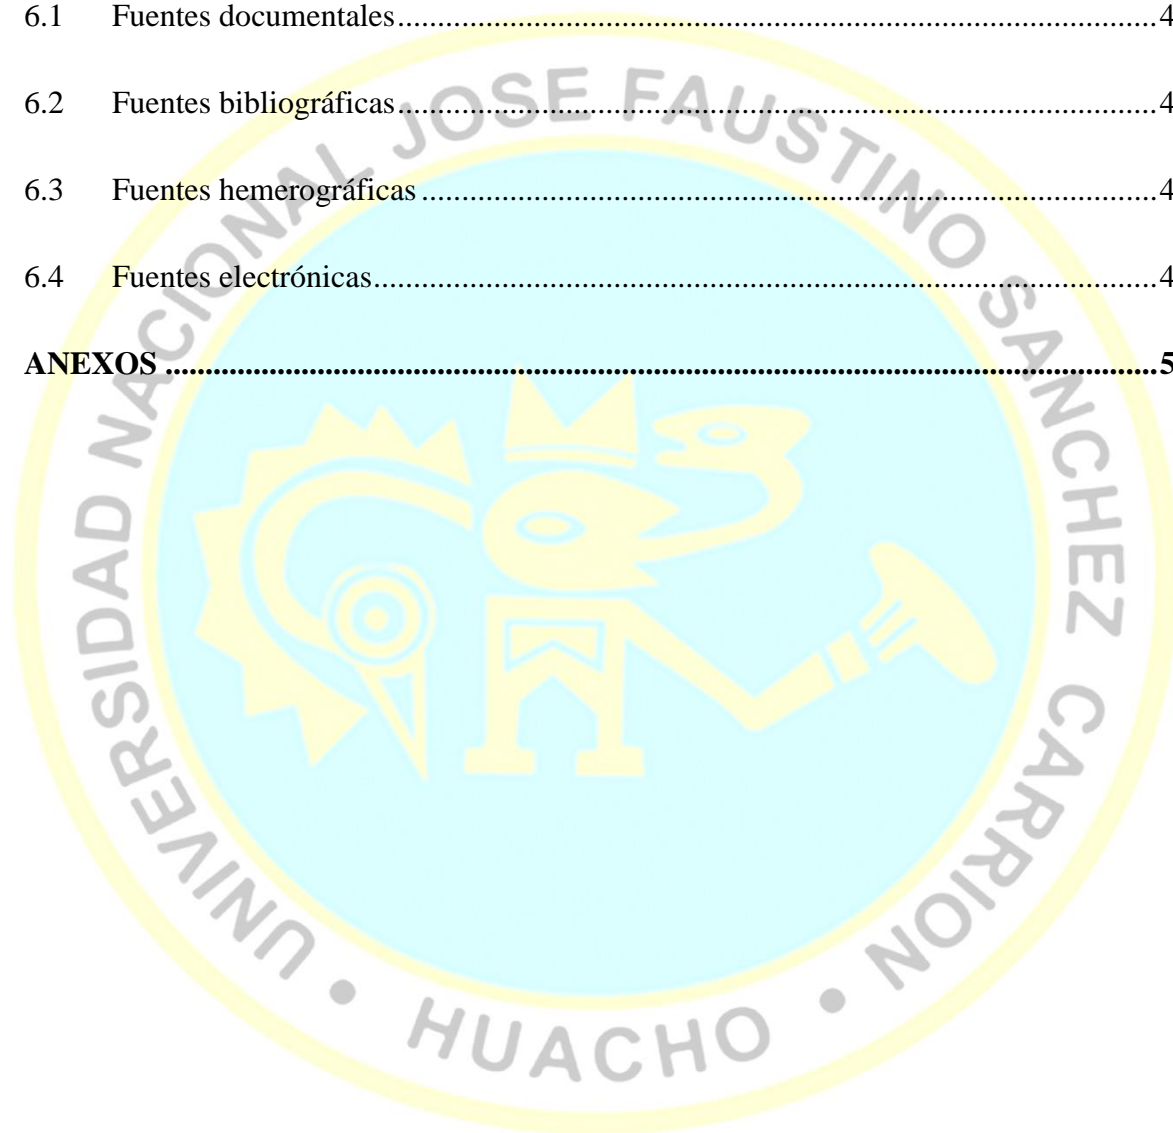 6.1 Fuentes documentales....................4
6.2 Fuentes bibliográficas....................4
6.3 Fuentes hemerográficas....................4
6.4 Fuentes electrónicas....................4
ANEXOS....................5
UNIVERSIDAD NACIONAL JOSE FAUSTINO SANCHEZ CARRION • HUACHO •